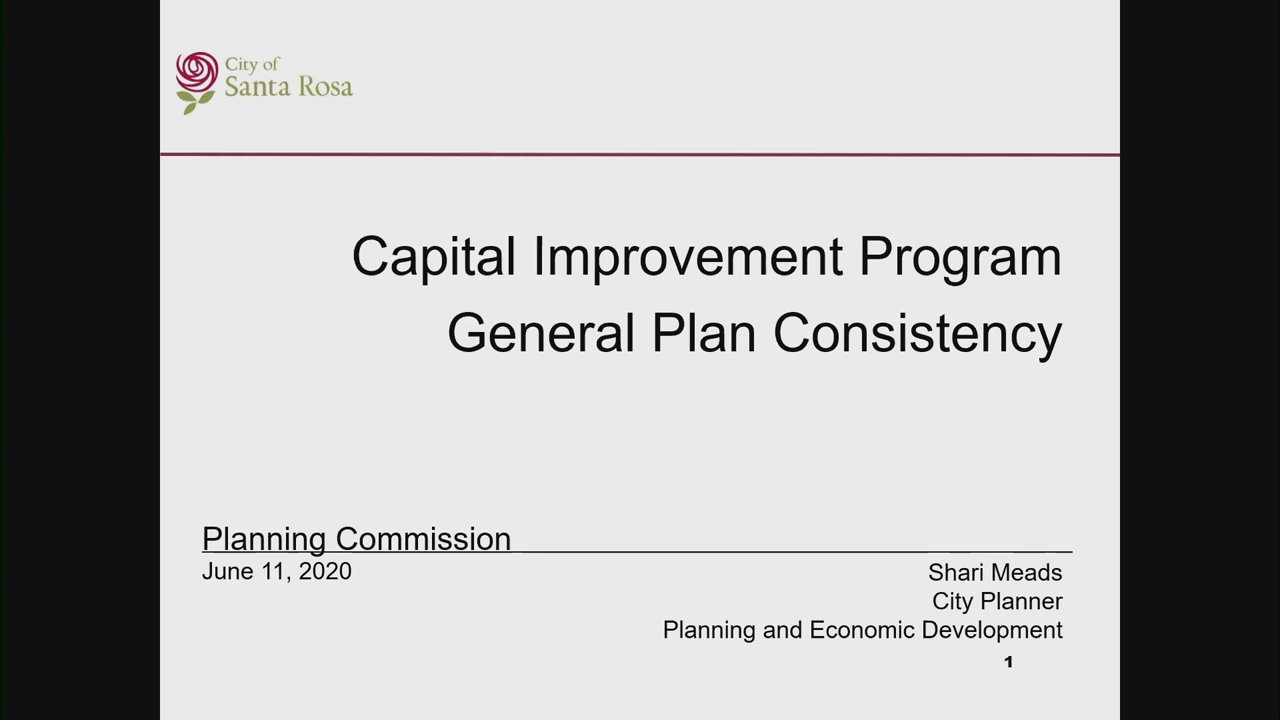 City of
Santa Rosa
Capital Improvement Program
General Plan Consistency
Planning Commission
June 11, 2020
Shari Meads
City Planner
Planning and Economic Development
1